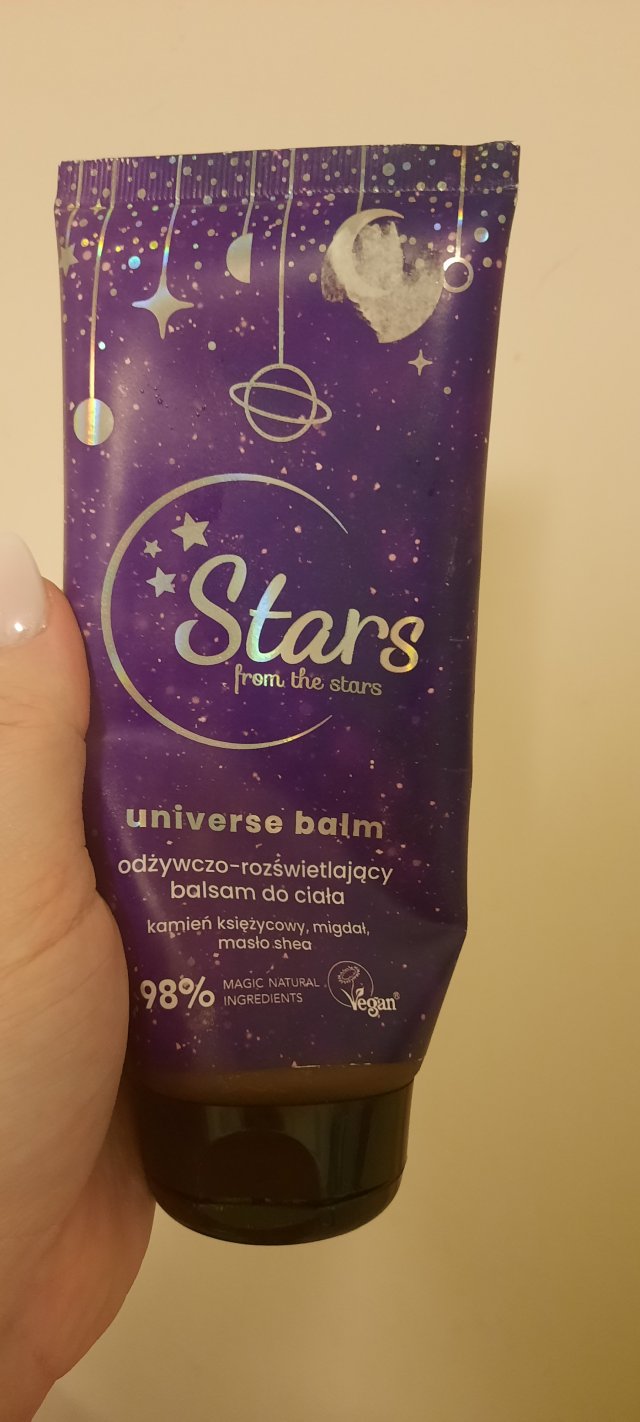 Stars
from the stars
universe balm
odżywczo-rozświetlający
balsam do ciała
kamień księżycowy, migdał,
masło shea
98% MAGIC NATURAL
INGREDIENTS
Vegan®